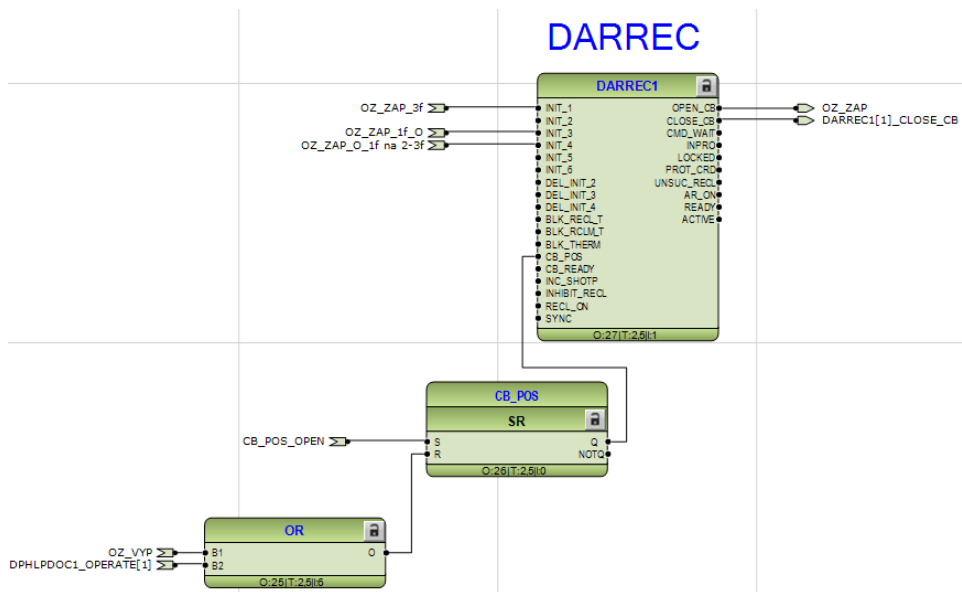 DARREC
DARREC1
OZ_ZAP_3f
INIT_1
OPEN_CB
OZ_ZAP
INIT_2
CLOSE_CB
DARREC1[1]_CLOSE_CB
OZ_ZAP_1f_O
INIT_3
CMD_WAIT
OZ_ZAP_O_1f na 2-3f
INIT_4
INPRO
INIT_5
LOCKED
INIT_6
PROT_CRD
DEL_INIT_2
UNSUC_RECL
DEL_INIT_3
AR_ON
DEL_INIT_4
READY
BLK_RECL_T
ACTIVE
BLK_RCLM_T
BLK_THERM
CB_POS
CB_READY
INC_SHOTP
INHIBIT_RECL
RECL_ON
SYNC
O:27|T:2,5|I:1
CB_POS
SR
CB_POS_OPEN
S
Q
R
NOTQ
O:26|T:2,5|I:0
OR
OZ_VYP
B1
O
DPHLPDOC1_OPERATE[1]
B2
O:25|T:2,5|I:6